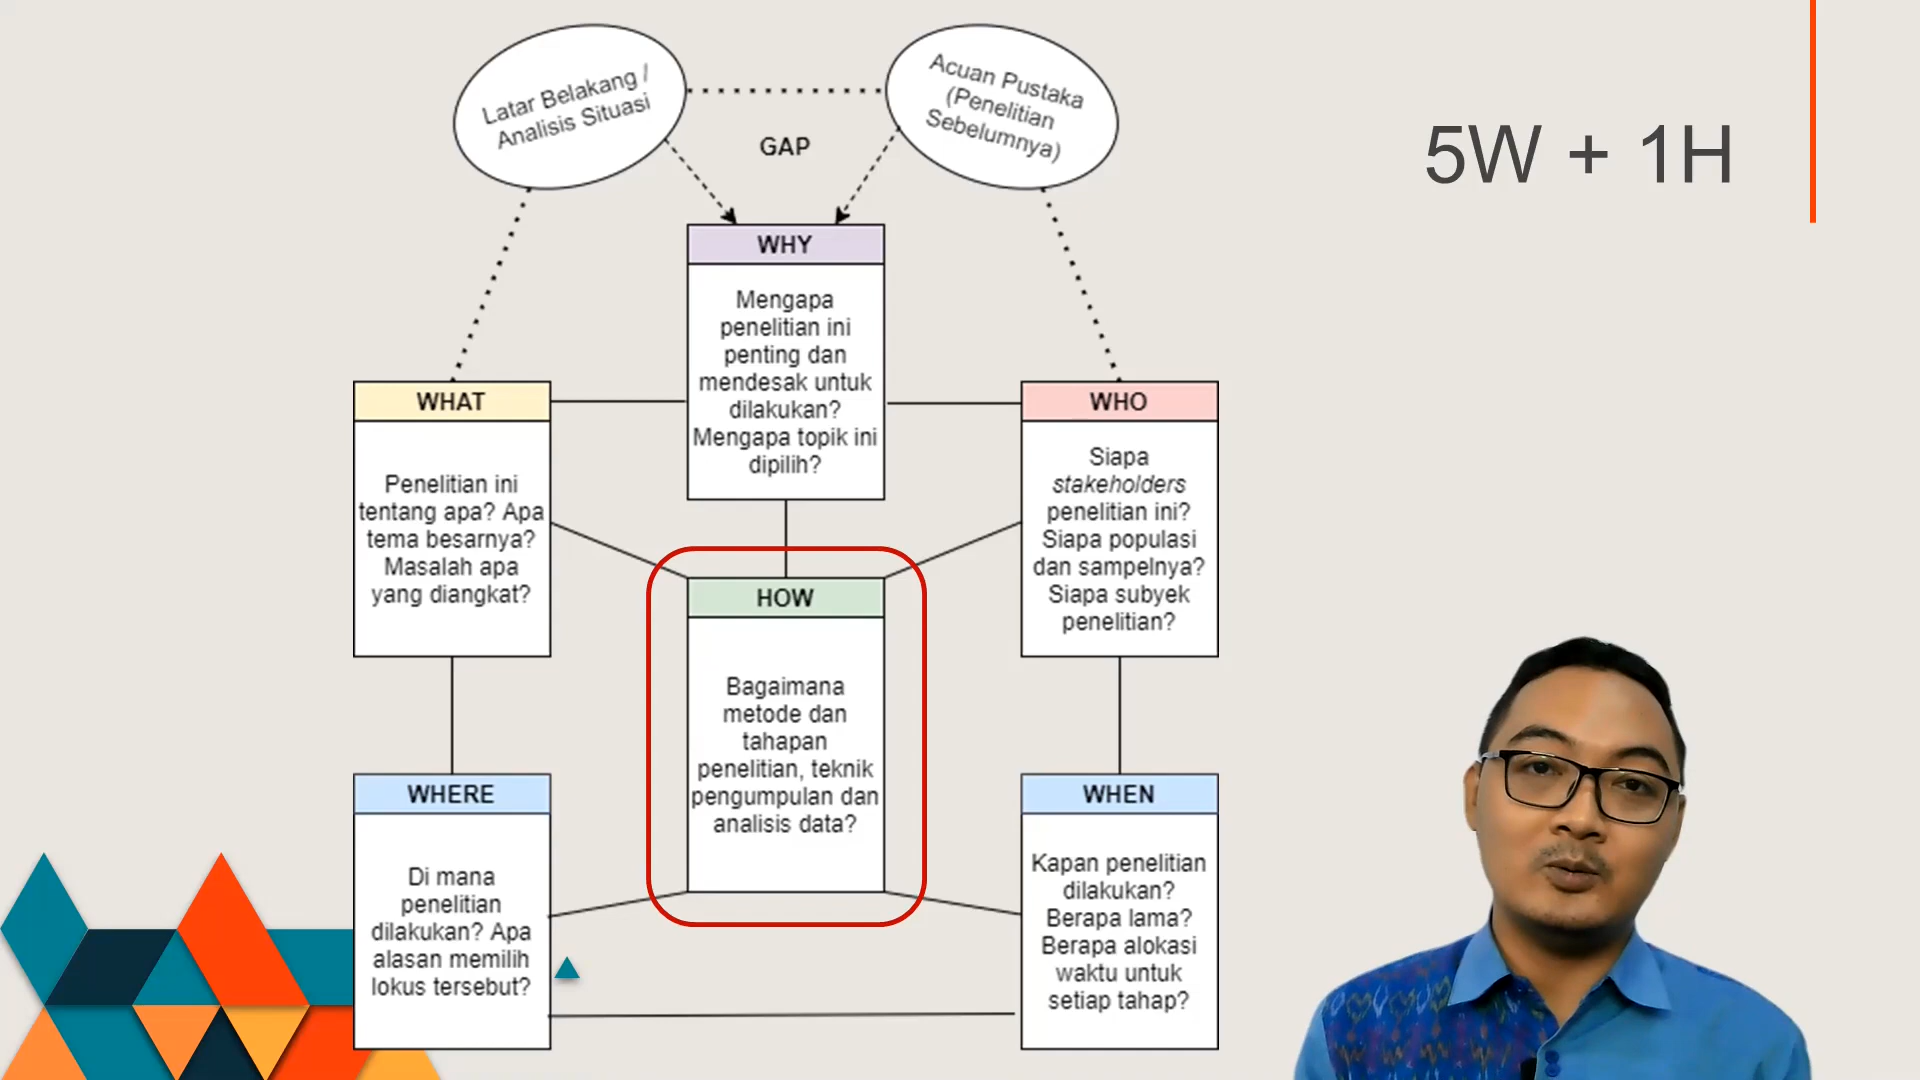 Latar Belakang /
Analisis Situasi
Acuan Pustaka
(Penelitian
Sebelumnya)
GAP
5W + 1H
WHY
Mengapa
penelitian ini
penting dan
mendesak untuk
dilakukan?
Mengapa topik ini
dipilih?
WHAT
Penelitian ini
tentang apa? Apa
tema besarnya?
Masalah apa
yang diangkat?
WHO
Siapa
stakeholders
penelitian ini?
Siapa populasi
dan sampelnya?
Siapa subyek
penelitian?
HOW
Bagaimana
metode dan
tahapan
penelitian, teknik
pengumpulan dan
analisis data?
WHERE
Di mana
penelitian
dilakukan? Apa
alasan memilih
lokus tersebut?
WHEN
Kapan penelitian
dilakukan?
Berapa lama?
Berapa alokasi
waktu untuk
setiap tahap?